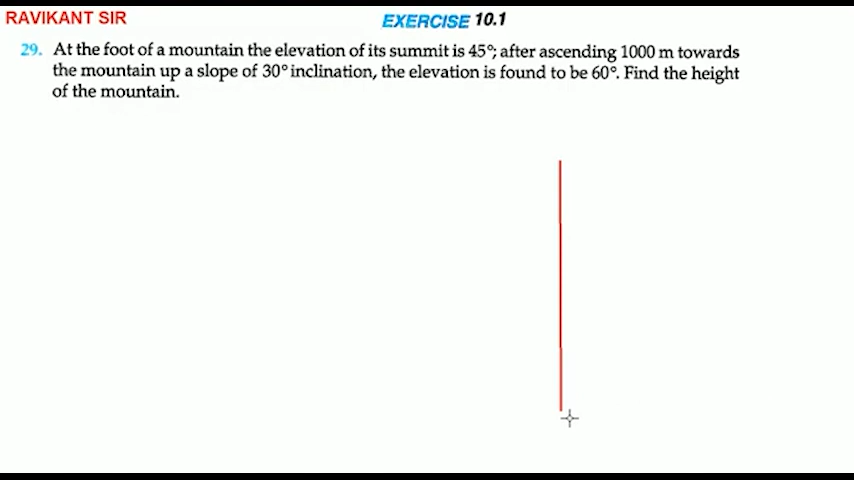 RAVIKANT SIR
EXERCISE 10.1
29. At the foot of a mountain the elevation of its summit is 45°; after ascending 1000 m towards
the mountain up a slope of 30° inclination, the elevation is found to be 60°. Find the height
of the mountain.